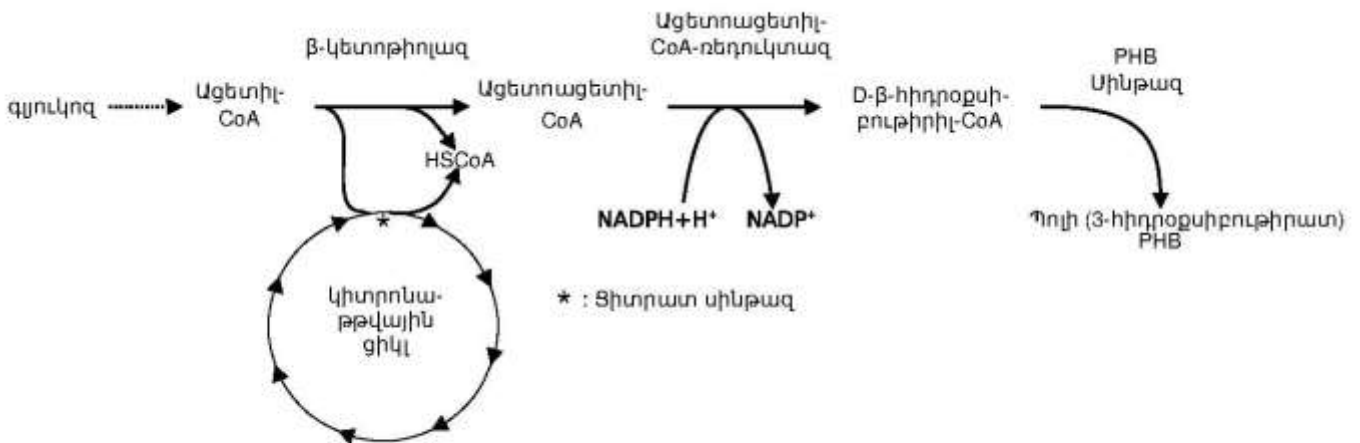 գլյուկոզ
Ացետիլ-
CoA
β-կետոթիոլազ
HSCoA
Ացետոացետիլ-
CoA
Ացետոացետիլ-
CoA-ռեդուկտազ
NADPH+H⁺
NADP⁺
D-β-հիդրօքսի-
բութիրիլ-CoA
PHB
Սինթազ
Պոլի (3-հիդրօքսիբութիրատ)
PHB
*
կիտրոնա-
թթվային
ցիկլ
* : Ցիտրատ սինթազ